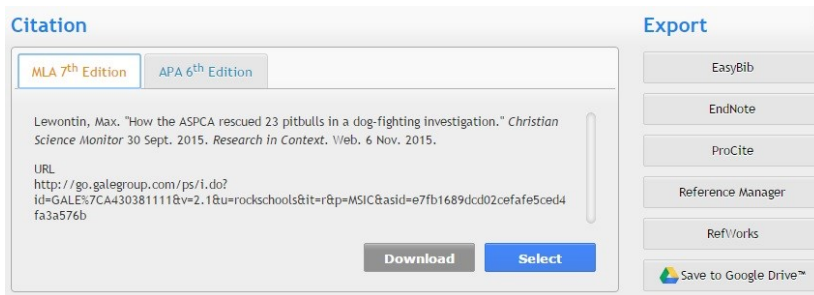 Citation
MLA 7th Edition
APA 6th Edition
Lewontin, Max. "How the ASPCA rescued 23 pitbulls in a dog-fighting investigation." Christian
Science Monitor 30 Sept. 2015. Research in Context. Web. 6 Nov. 2015.
URL
http://go.galegroup.com/ps/i.do?
id=GALE%7CA430381111&v=2.1&u=rockschools&it=r&p=MSIC&asid=e7fb1689dcd02cefafe5ced4
fa3a576b
Download
Select
Export
EasyBib
EndNote
ProCite
Reference Manager
RefWorks
Save to Google Drive™